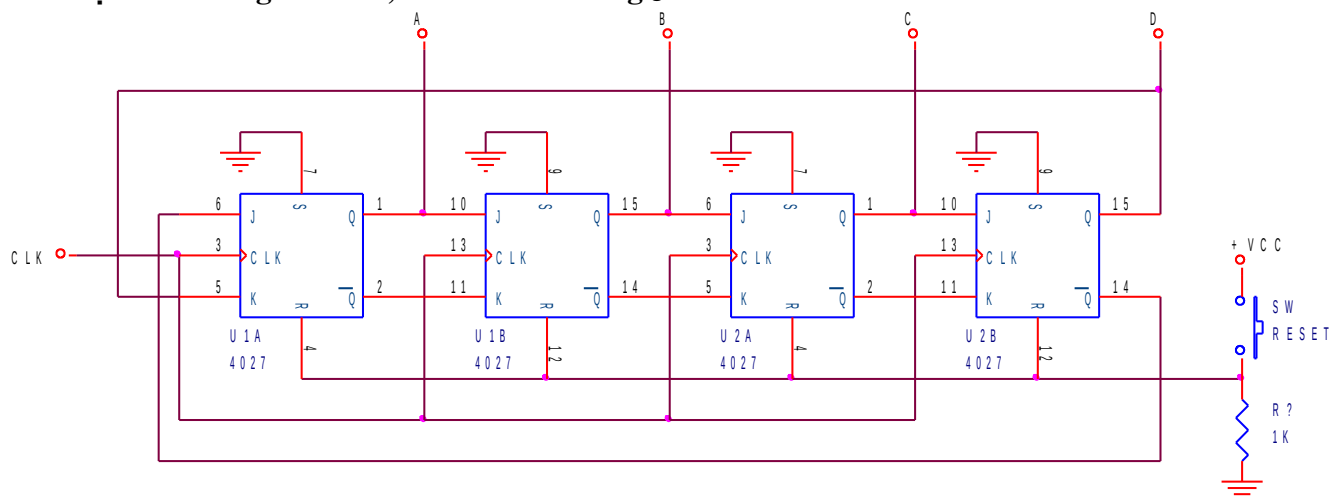 A B C D
7 9 7 9
6 J S Q 1 10 J S Q 15 6 J S Q 1 10 J S Q 15
CLK 3 CLK 13 CLK 3 CLK 13 CLK + VCC
5 K R Q 2 11 K R Q 14 5 K R Q 2 11 K R Q 14
SW
U1A 4 U1B 12 U2A 4 U2B 12 RESET
4027 4027 4027 4027
R?
1K